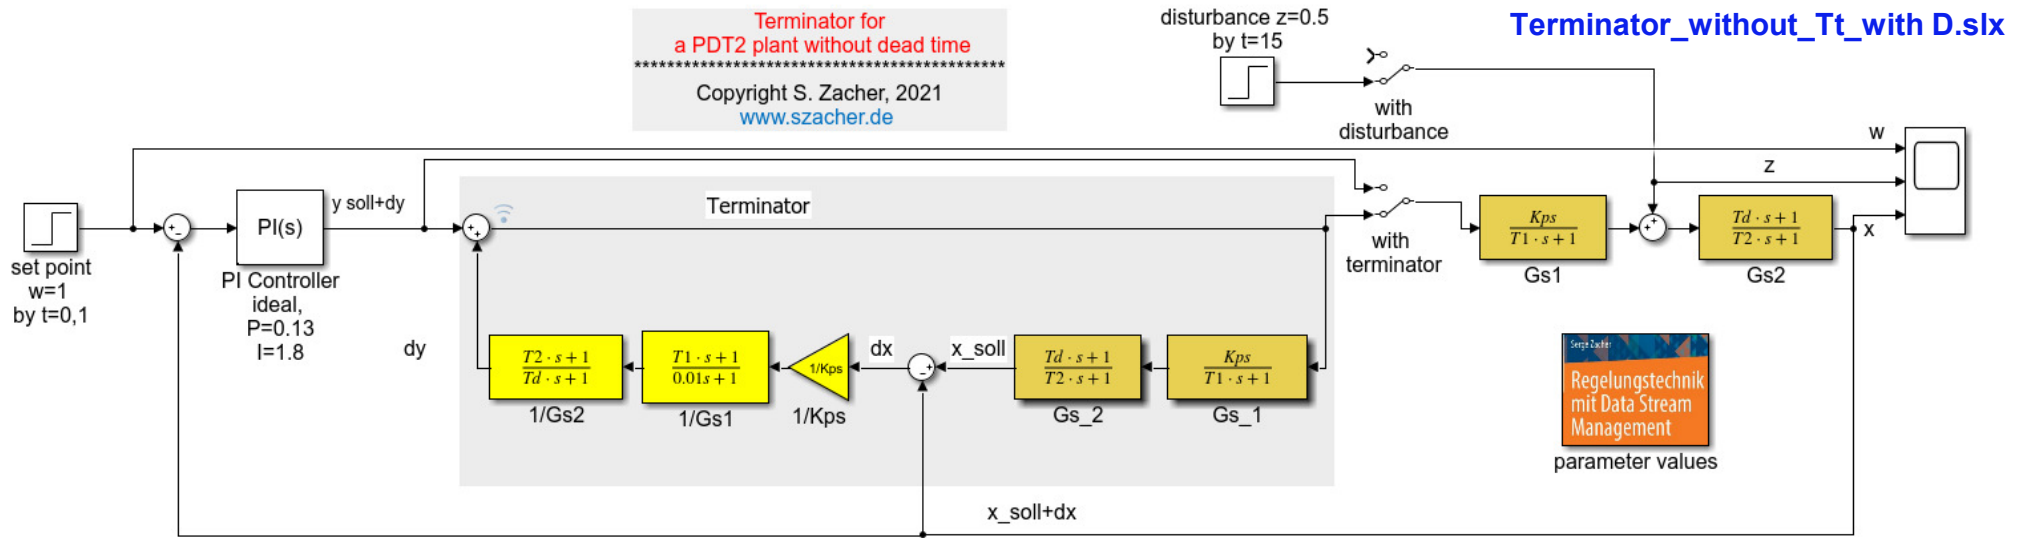 Terminator_without_Tt_with D.slx
Terminator for
a PDT2 plant without dead time
*********************************************
Copyright S. Zacher, 2021
www.szacher.de
disturbance z=0.5
by t=15
with
disturbance
w
z
x
set point
w=1
by t=0,1
+
−
PI(s)
PI Controller
ideal,
P=0.13
I=1.8
y soll+dy
+
+
Terminator
with
terminator
Kps
T1 · s + 1
Gs1
+
+
Td · s + 1
T2 · s + 1
Gs2
dy
T2 · s + 1
Td · s + 1
1/Gs2
T1 · s + 1
0.01s + 1
1/Gs1
1/Kps
1/Kps
dx
−
+
x_soll
Td · s + 1
T2 · s + 1
Gs_2
Kps
T1 · s + 1
Gs_1
x_soll+dx
Serge Zacher
Regelungstechnik
mit Data Stream
Management
parameter values